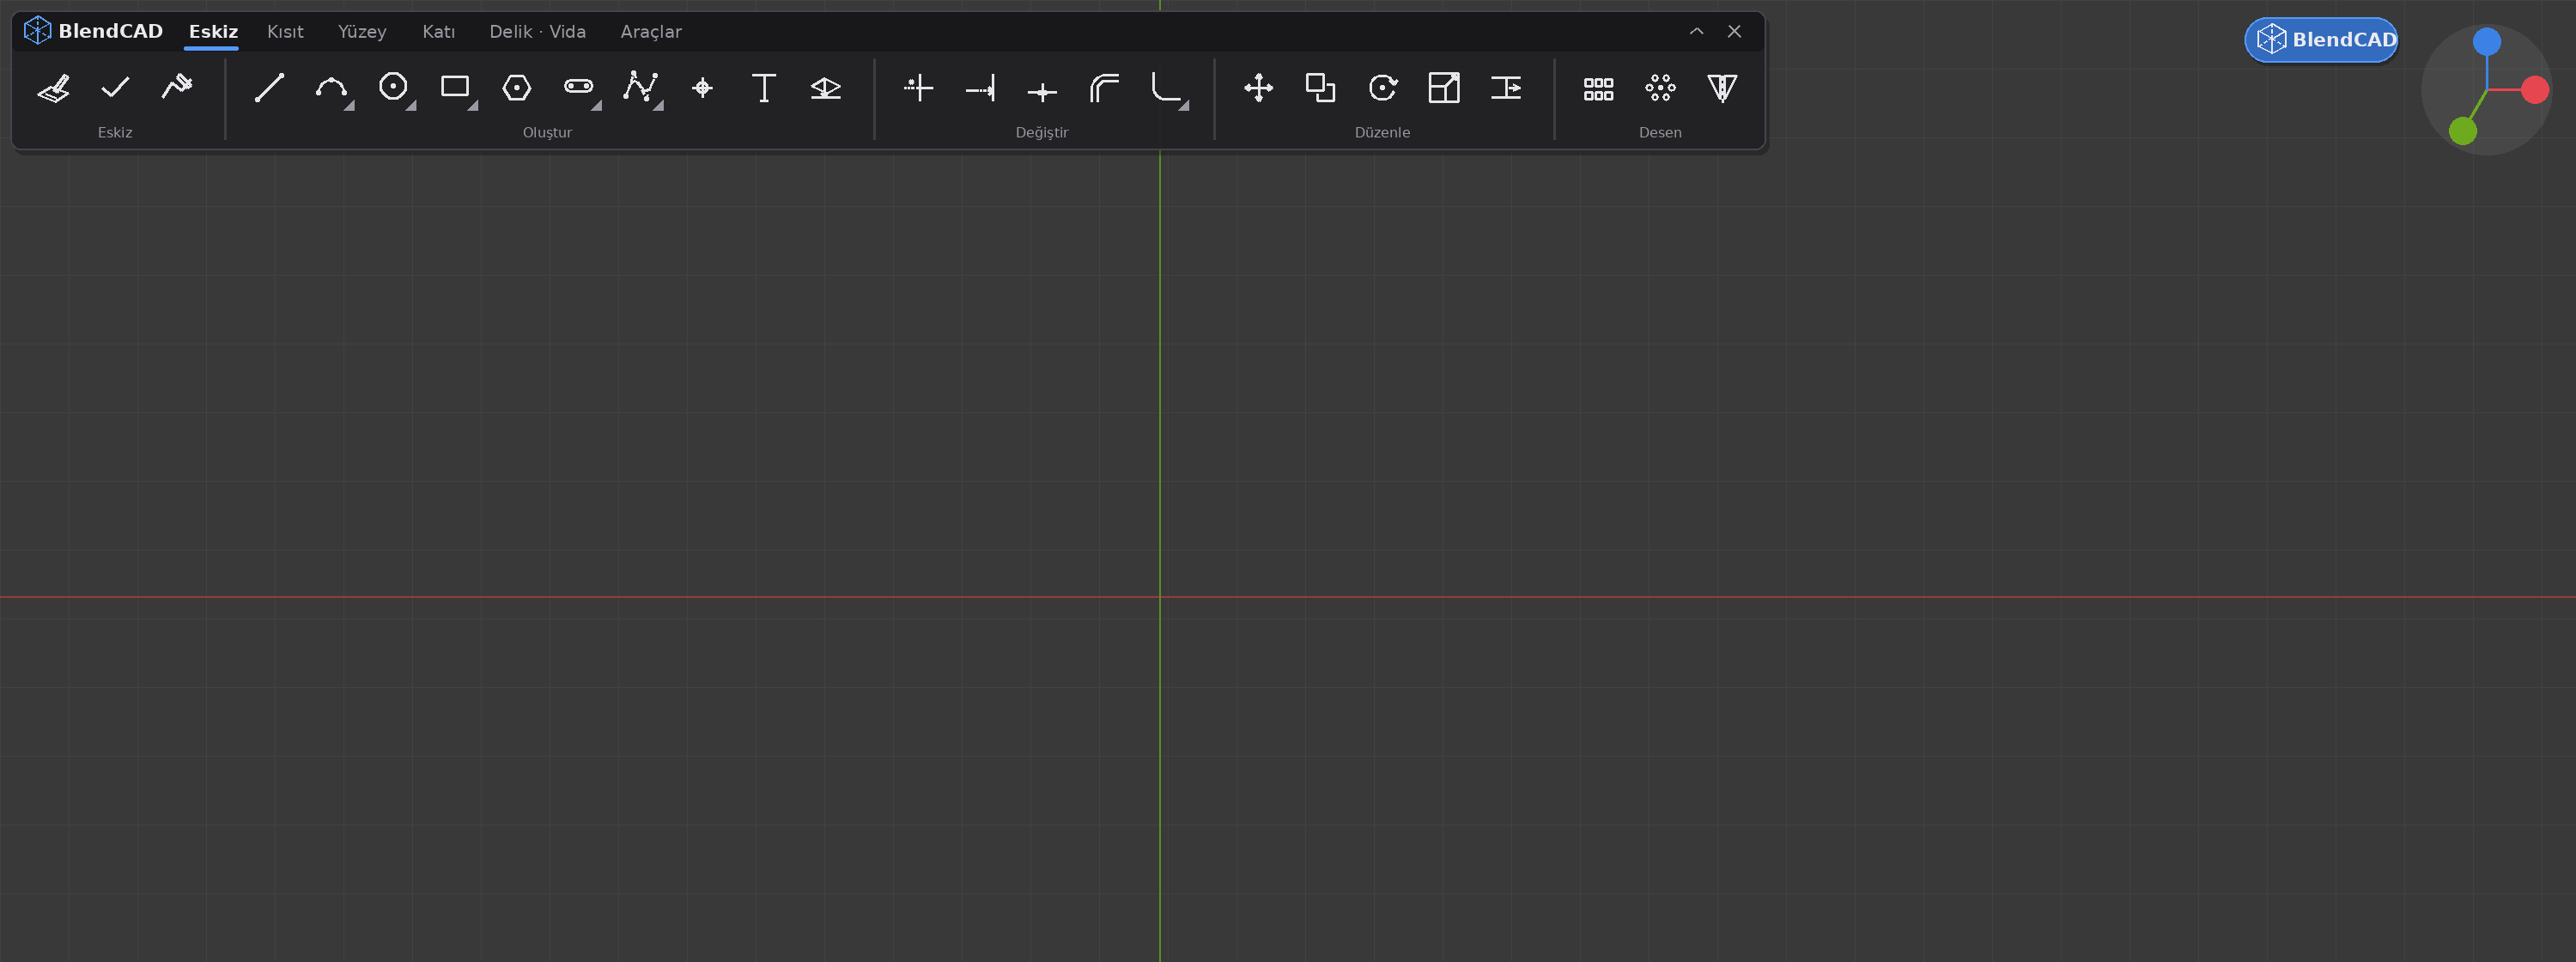 BlendCAD Eskiz Kısıt Yüzey Katı Delik · Vida Araçlar
BlendCAD
Eskiz Oluştur Değiştir Düzenle Desen